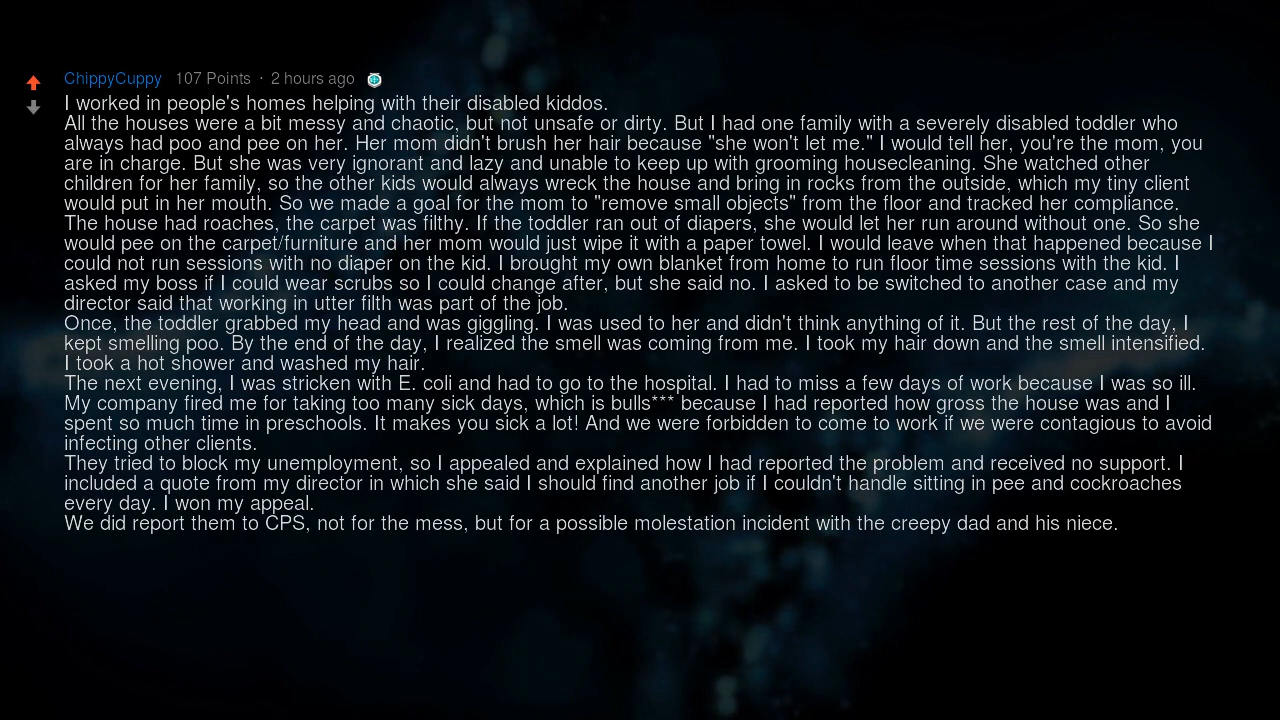 ChippyCuppy 107 Points · 2 hours ago
I worked in people's homes helping with their disabled kiddos.
All the houses were a bit messy and chaotic, but not unsafe or dirty. But I had one family with a severely disabled toddler who
always had poo and pee on her. Her mom didn't brush her hair because "she won't let me." I would tell her, you're the mom, you
are in charge. But she was very ignorant and lazy and unable to keep up with grooming housecleaning. She watched other
children for her family, so the other kids would always wreck the house and bring in rocks from the outside, which my tiny client
would put in her mouth. So we made a goal for the mom to "remove small objects" from the floor and tracked her compliance.
The house had roaches, the carpet was filthy. If the toddler ran out of diapers, she would let her run around without one. So she
would pee on the carpet/furniture and her mom would just wipe it with a paper towel. I would leave when that happened because I
could not run sessions with no diaper on the kid. I brought my own blanket from home to run floor time sessions with the kid. I
asked my boss if I could wear scrubs so I could change after, but she said no. I asked to be switched to another case and my
director said that working in utter filth was part of the job.
Once, the toddler grabbed my head and was giggling. I was used to her and didn't think anything of it. But the rest of the day, I
kept smelling poo. By the end of the day, I realized the smell was coming from me. I took my hair down and the smell intensified.
I took a hot shower and washed my hair.
The next evening, I was stricken with E. coli and had to go to the hospital. I had to miss a few days of work because I was so ill.
My company fired me for taking too many sick days, which is bulls*** because I had reported how gross the house was and I
spent so much time in preschools. It makes you sick a lot! And we were forbidden to come to work if we were contagious to avoid
infecting other clients.
They tried to block my unemployment, so I appealed and explained how I had reported the problem and received no support. I
included a quote from my director in which she said I should find another job if I couldn't handle sitting in pee and cockroaches
every day. I won my appeal.
We did report them to CPS, not for the mess, but for a possible molestation incident with the creepy dad and his niece.